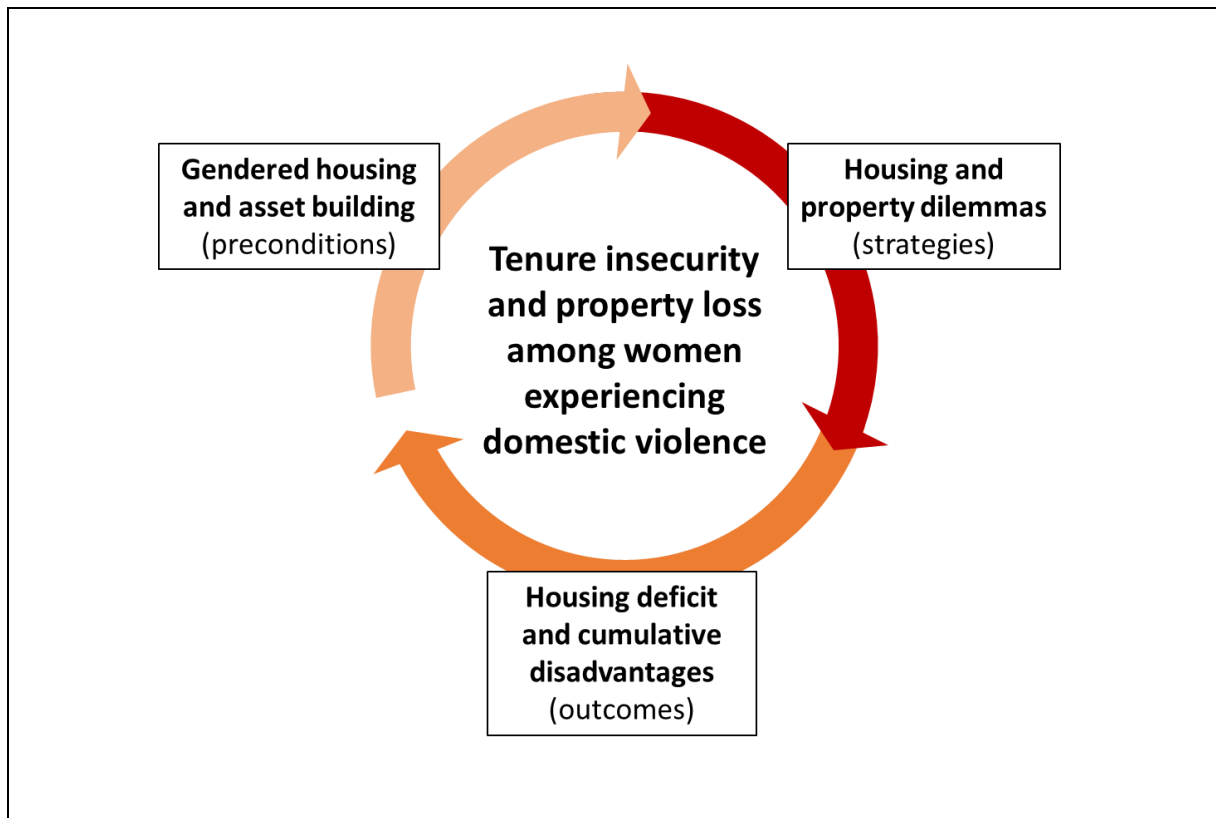 Gendered housing
and asset building
(preconditions)
Housing and
property dilemmas
(strategies)
Tenure insecurity
and property loss
among women
experiencing
domestic violence
Housing deficit
and cumulative
disadvantages
(outcomes)